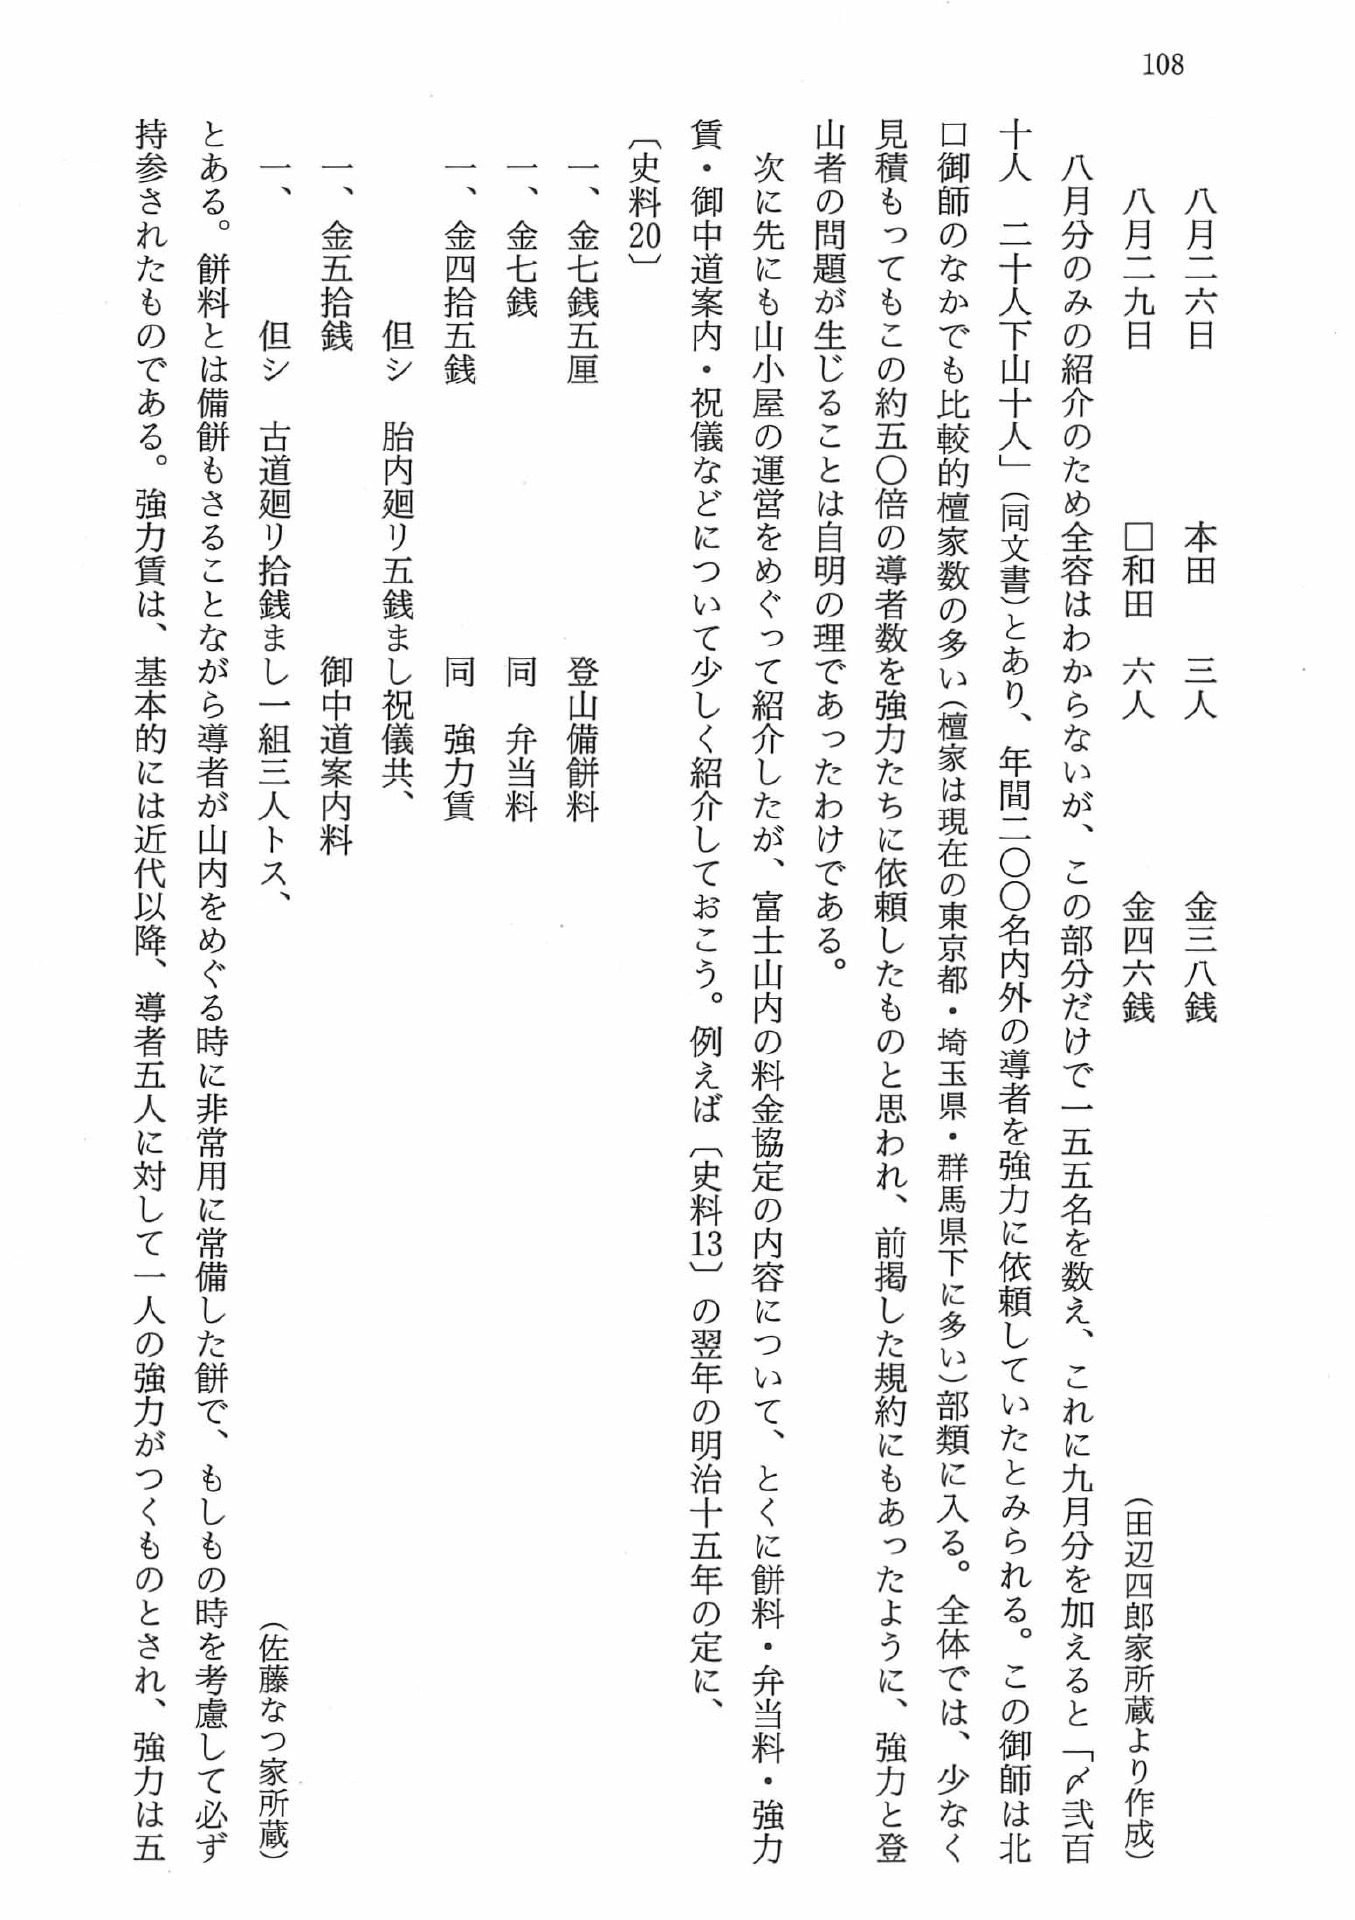 108
八月二六日　本田　三人　金三八銭
八月二九日　□和田　六人　金四六銭　（田辺四郎家所蔵より作成）
八月分のみの紹介のため全容はわからないが、この部分だけで一五五名を数え、これに九月分を加えると「〆弐百
十人　二十人下山十人」（同文書）とあり、年間二〇〇名内外の導者を強力に依頼していたとみられる。この御師は北
口御師のなかでも比較的檀家数の多い（檀家は現在の東京都・埼玉県・群馬県下に多い）部類に入る。全体では、少なく
見積もってもこの約五〇倍の導者数を強力たちに依頼したものと思われ、前掲した規約にもあったように、強力と登
山者の問題が生じることは自明の理であったわけである。
次に先にも山小屋の運営をめぐって紹介したが、富士山内の料金協定の内容について、とくに餅料・弁当料・強力
賃・御中道案内・祝儀などについて少しく紹介しておこう。例えば〔史料13〕の翌年の明治十五年の定に、
〔史料20〕
一、金七銭五厘　登山備餅料
一、金七銭　同　弁当料
一、金四拾五銭　同　強力賃
但シ　胎内廻リ五銭まし祝儀共、
一、金五拾銭　御中道案内料
一、　但シ　古道廻リ拾銭まし一組三人トス、　（佐藤なつ家所蔵）
とある。餅料とは備餅もさることながら導者が山内をめぐる時に非常用に常備した餅で、もしもの時を考慮して必ず
持参されたものである。強力賃は、基本的には近代以降、導者五人に対して一人の強力がつくものとされ、強力は五